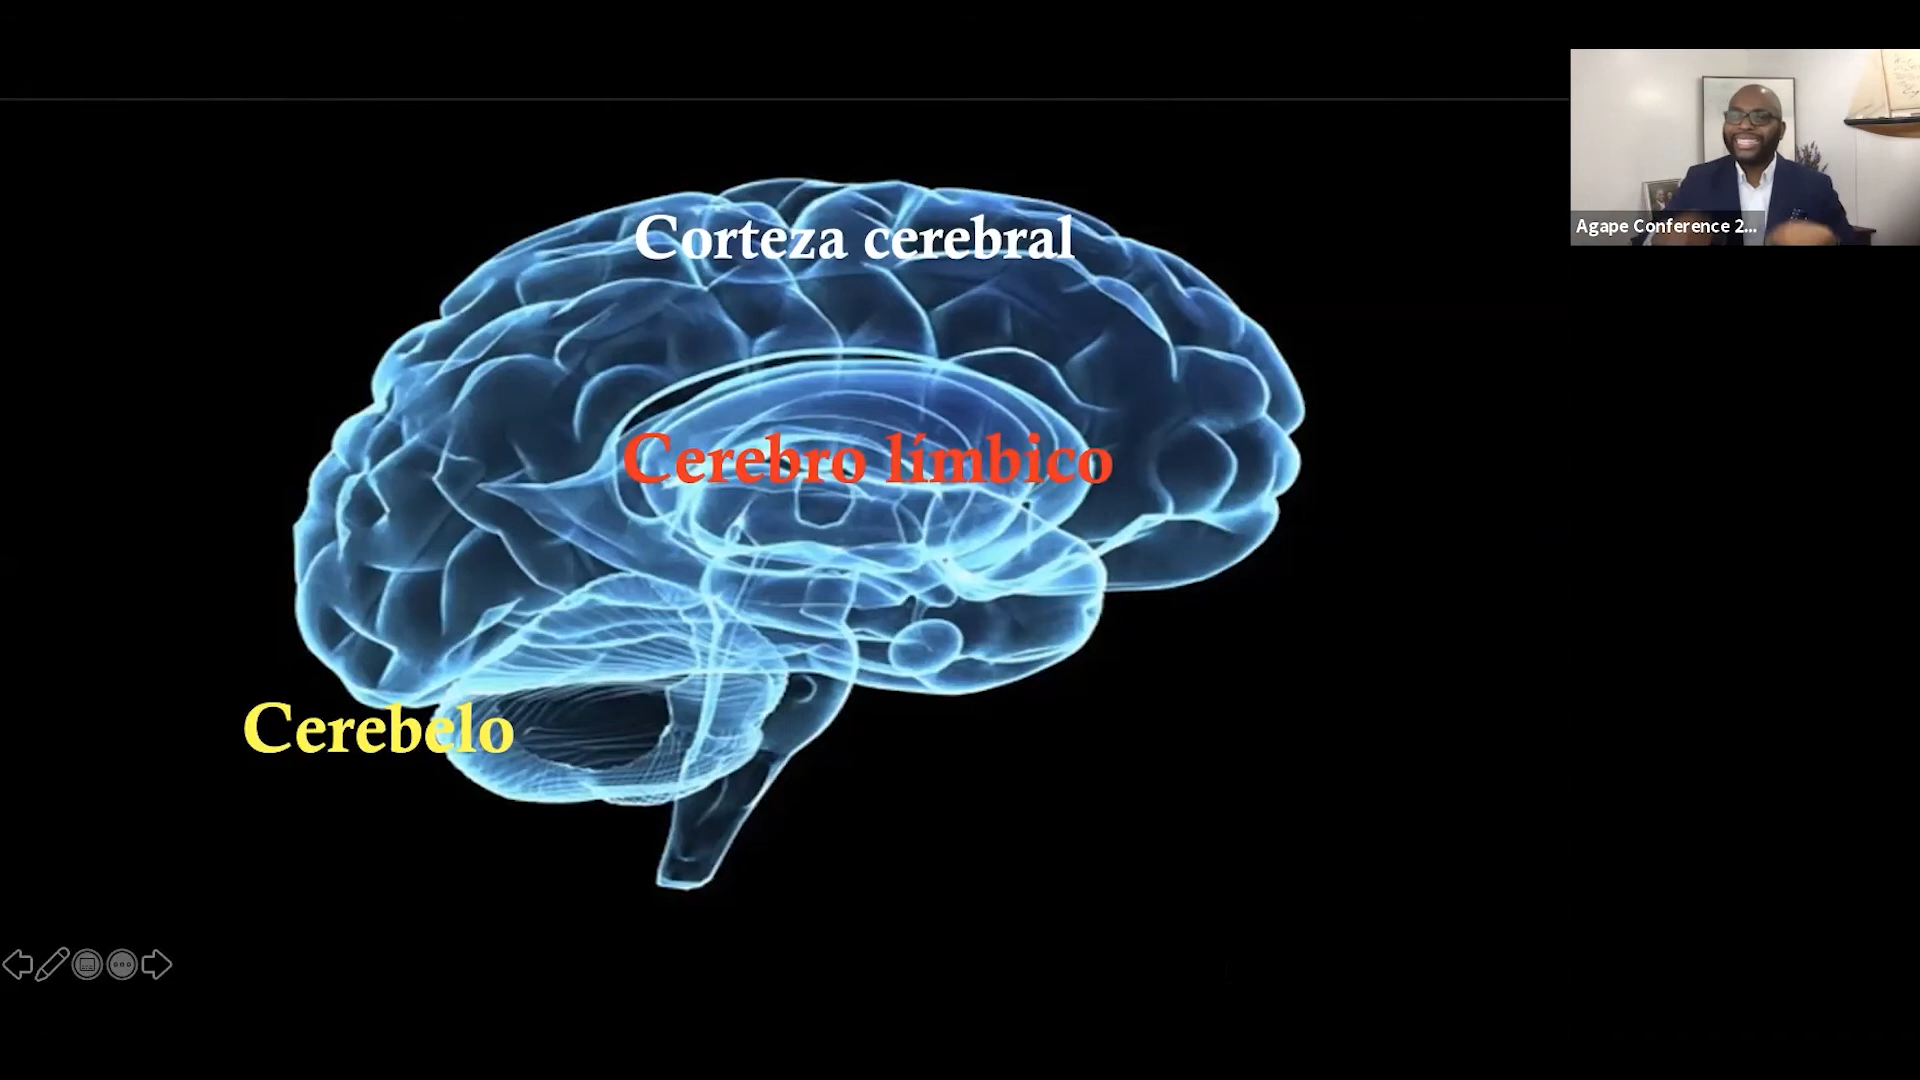 Corteza cerebral
Agape Conference 2...
Cerebro límbico
Cerebelo